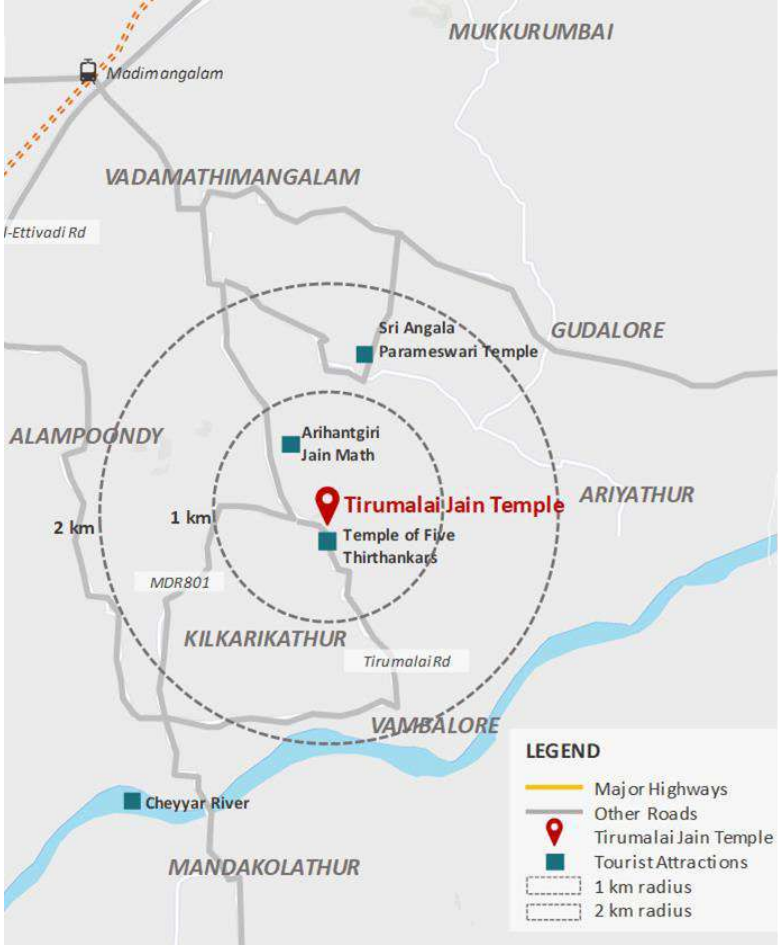 MUKKURUMBAI
Madimangalam
VADAMATHIMANGALAM
l-Ettivadi Rd
Sri Angala
Parameswari Temple
GUDALORE
ALAMPOONDY
Arihantgiri
Jain Math
ARIYATHUR
Tirumalai Jain Temple
2 km
1 km
Temple of Five
Thirthankars
MDR801
KILKARIKATHUR
Tirumalai Rd
VAMBALORE
Cheyyar River
MANDAKOLATHUR
LEGEND
Major Highways
Other Roads
Tirumalai Jain Temple
Tourist Attractions
1 km radius
2 km radius